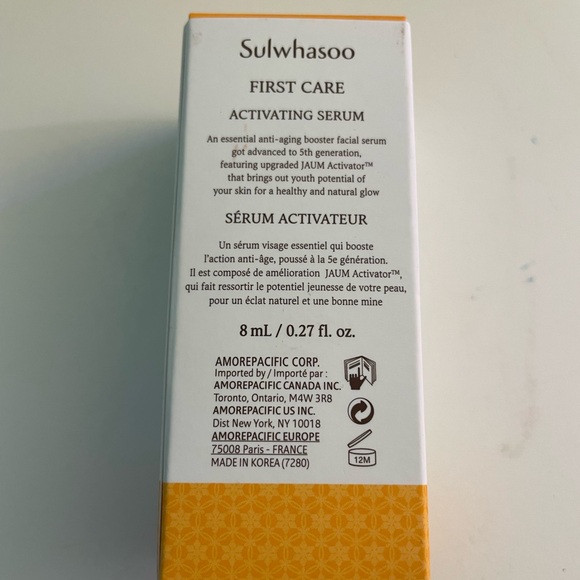 Sulwhasoo
FIRST CARE
ACTIVATING SERUM
An essential anti-aging booster facial serum
got advanced to 5th generation,
featuring upgraded JAUM Activator™
that brings out youth potential of
your skin for a healthy and natural glow
SÉRUM ACTIVATEUR
Un sérum visage essentiel qui booste
l'action anti-âge, poussé à la 5e génération.
Il est composé de amélioration JAUM Activator™,
qui fait ressortir le potentiel jeunesse de votre peau,
pour un éclat naturel et une bonne mine
8 mL / 0.27 fl. oz.
AMOREPACIFIC CORP.
Imported by / Importé par :
AMOREPACIFIC CANADA INC.
Toronto, Ontario, M4W 3R8
AMOREPACIFIC US INC.
Dist New York, NY 10018
AMOREPACIFIC EUROPE
75008 Paris - FRANCE
MADE IN KOREA (7280)
12M